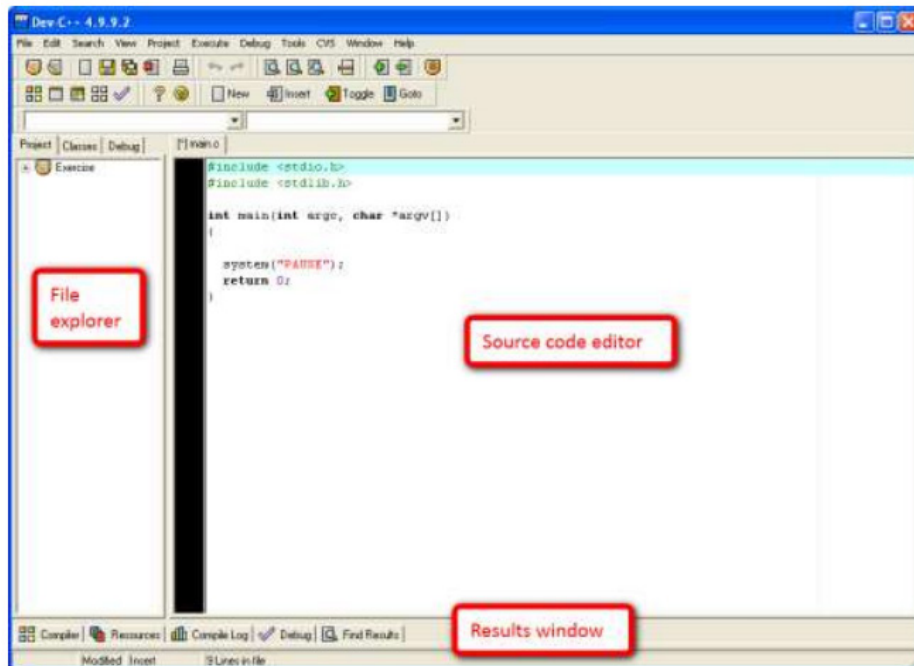 Dev-C++ 4.9.9.2
File Edit Search View Project Execute Debug Tools CVS Window Help
New Insert Toggle Goto
Project Classes Debug
[*] main.c
Exercise
#include <stdio.h>
#include <stdlib.h>
int main(int argc, char *argv[])
{
system("PAUSE");
return 0;
}
File
explorer
Source code editor
Results window
Compiler Resources Compile Log Debug Find Results
Modified Insert 9 Lines in file